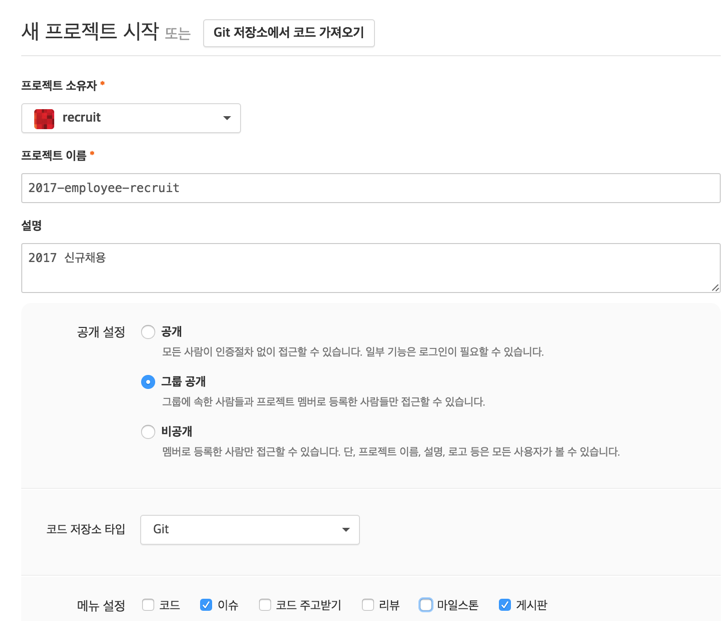 새 프로젝트 시작 또는 Git 저장소에서 코드 가져오기
프로젝트 소유자 *
recruit
프로젝트 이름 *
2017-employee-recruit
설명
2017 신규채용
공개 설정 공개
모든 사람이 인증절차 없이 접근할 수 있습니다. 일부 기능은 로그인이 필요할 수 있습니다.
그룹 공개
그룹에 속한 사람들과 프로젝트 멤버로 등록한 사람들만 접근할 수 있습니다.
비공개
멤버로 등록한 사람만 접근할 수 있습니다. 단, 프로젝트 이름, 설명, 로고 등은 모든 사용자가 볼 수 있습니다.
코드 저장소 타입 Git
메뉴 설정 코드 이슈 코드 주고받기 리뷰 마일스톤 게시판